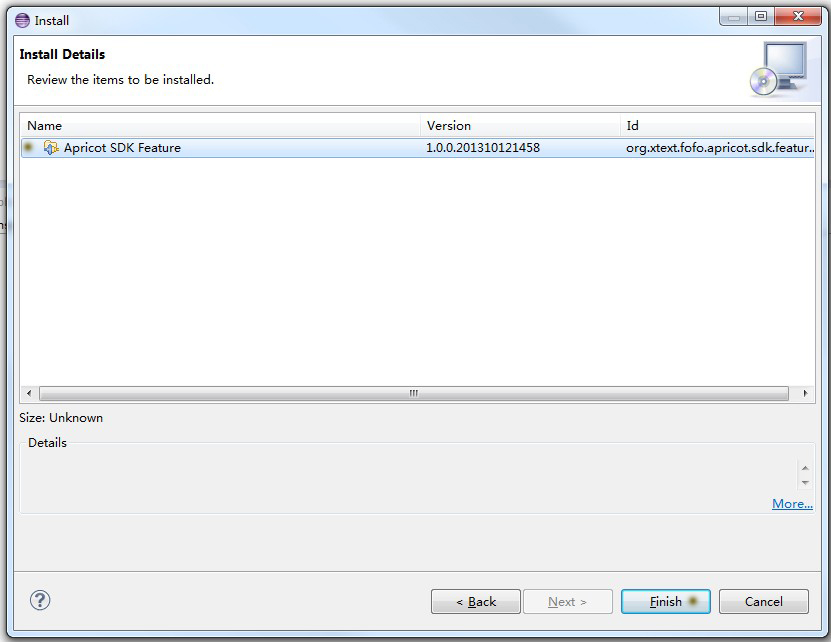 Install
Install Details
Review the items to be installed.
Name Version Id
Apricot SDK Feature 1.0.0.201310121458 org.xtext.fofo.apricot.sdk.featur...
Size: Unknown
Details
More...
? < Back Next > Finish Cancel